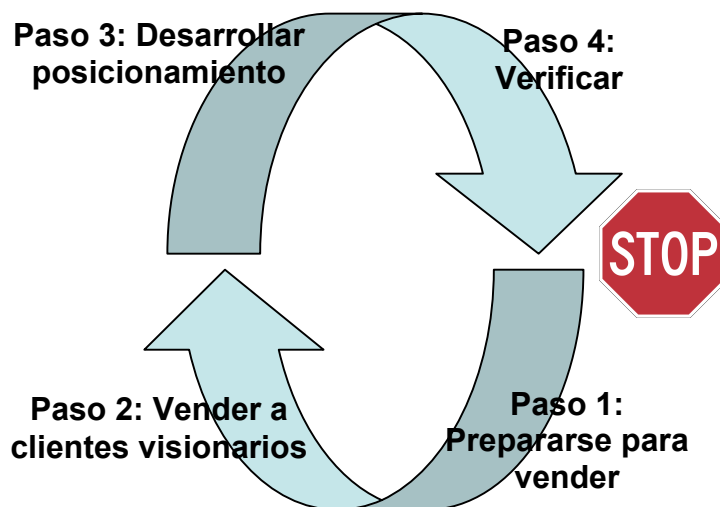 Paso 3: Desarrollar
posicionamiento
Paso 4:
Verificar
STOP
Paso 2: Vender a
clientes visionarios
Paso 1:
Prepararse para
vender